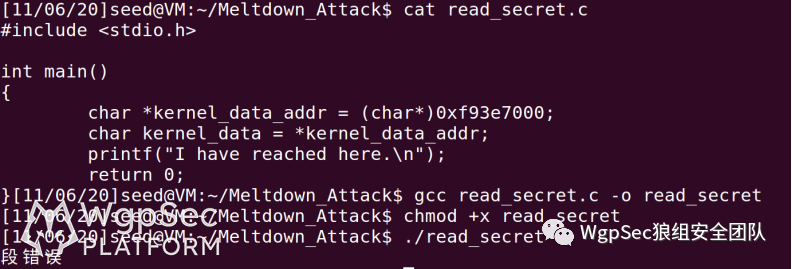 [11/06/20]seed@VM:~/Meltdown_Attack$ cat read_secret.c
#include <stdio.h>
int main()
{
        char *kernel_data_addr = (char*)0xf93e7000;
        char kernel_data = *kernel_data_addr;
        printf("I have reached here.\n");
        return 0;
}[11/06/20]seed@VM:~/Meltdown_Attack$ gcc read_secret.c -o read_secret
[11/06/20]seed@VM:~/Meltdown_Attack$ chmod +x read_secret
[11/06/20]seed@VM:~/Meltdown_Attack$ ./read_secret
段错误
WgpSec
PLATFORM
WgpSec狼组安全团队